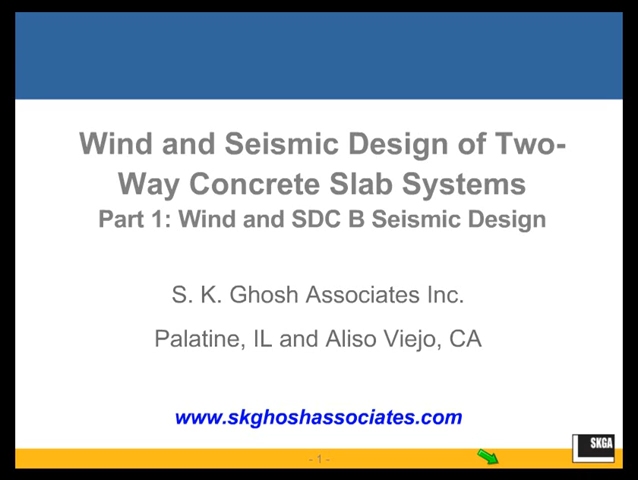 Wind and Seismic Design of Two-
Way Concrete Slab Systems
Part 1: Wind and SDC B Seismic Design
S. K. Ghosh Associates Inc.
Palatine, IL and Aliso Viejo, CA
www.skghoshassociates.com
- 1 -
SKGA